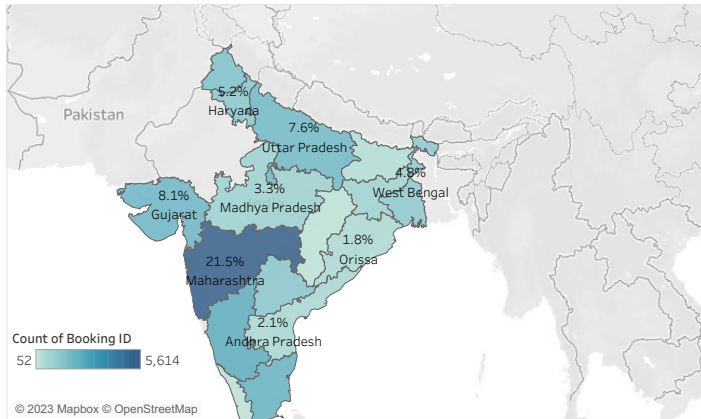 Pakistan
5.2%
Haryana
7.6%
Uttar Pradesh
4.8%
West Bengal
3.3%
Madhya Pradesh
8.1%
Gujarat
1.8%
Orissa
21.5%
Maharashtra
2.1%
Andhra Pradesh
Count of Booking ID
52 5,614
© 2023 Mapbox © OpenStreetMap